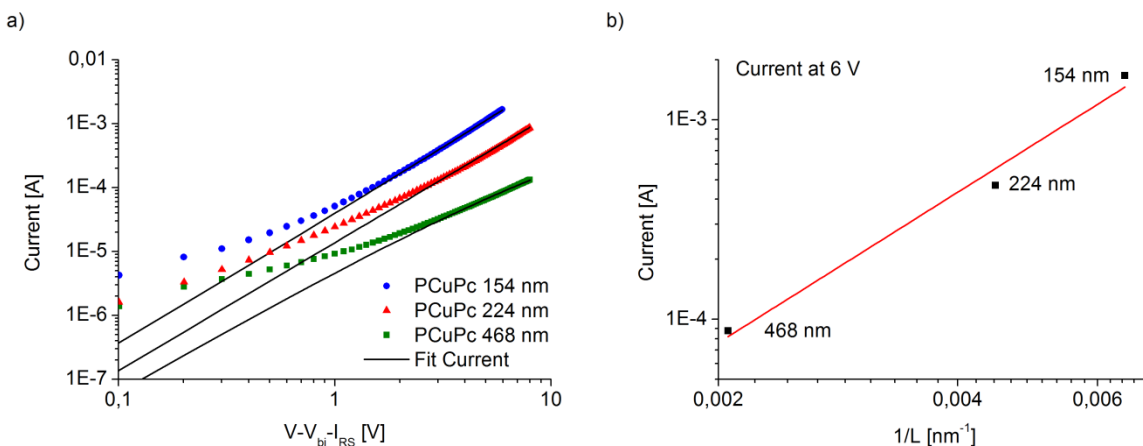 a)
0,01
1E-3
1E-4
1E-5
1E-6
1E-7
Current [A]
PCuPc 154 nm
PCuPc 224 nm
PCuPc 468 nm
Fit Current
0,1
1
10
V-V_bi-I_RS [V]
b)
Current at 6 V
154 nm
224 nm
468 nm
1E-3
1E-4
Current [A]
0,002
0,004
0,006
1/L [nm⁻¹]